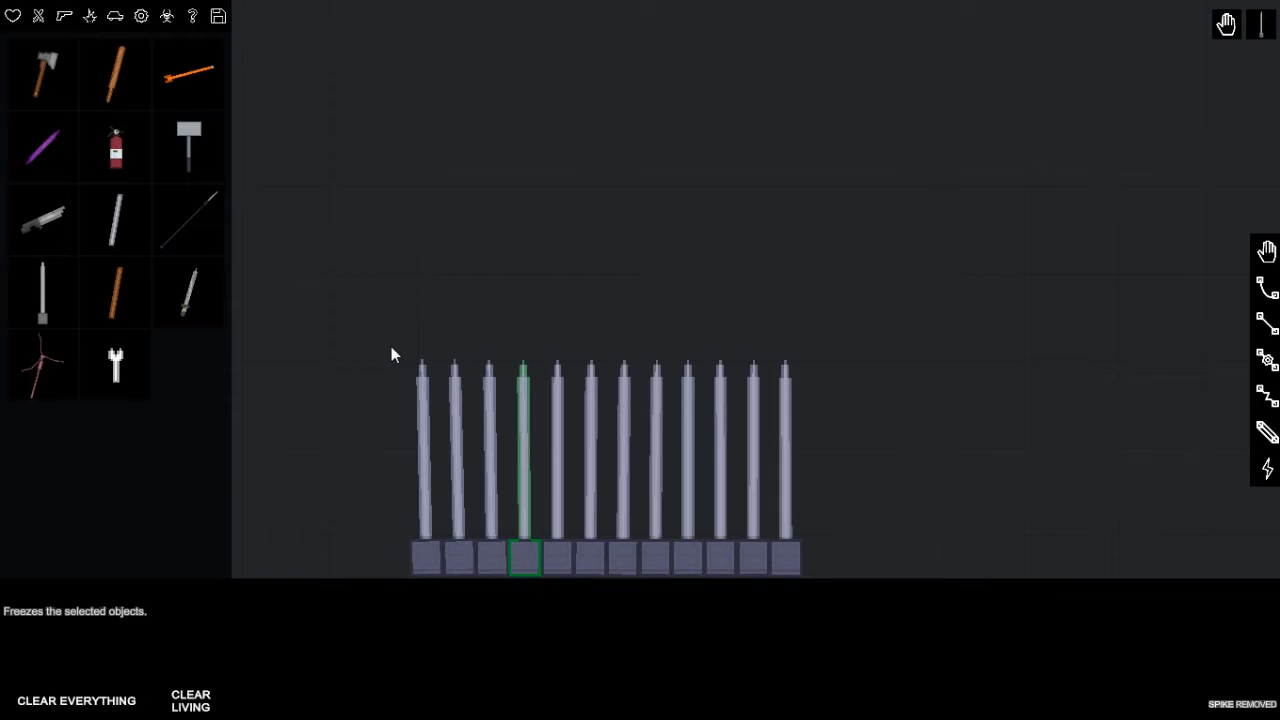 Freezes the selected objects.
CLEAR EVERYTHING
CLEAR
LIVING
SPIKE REMOVED